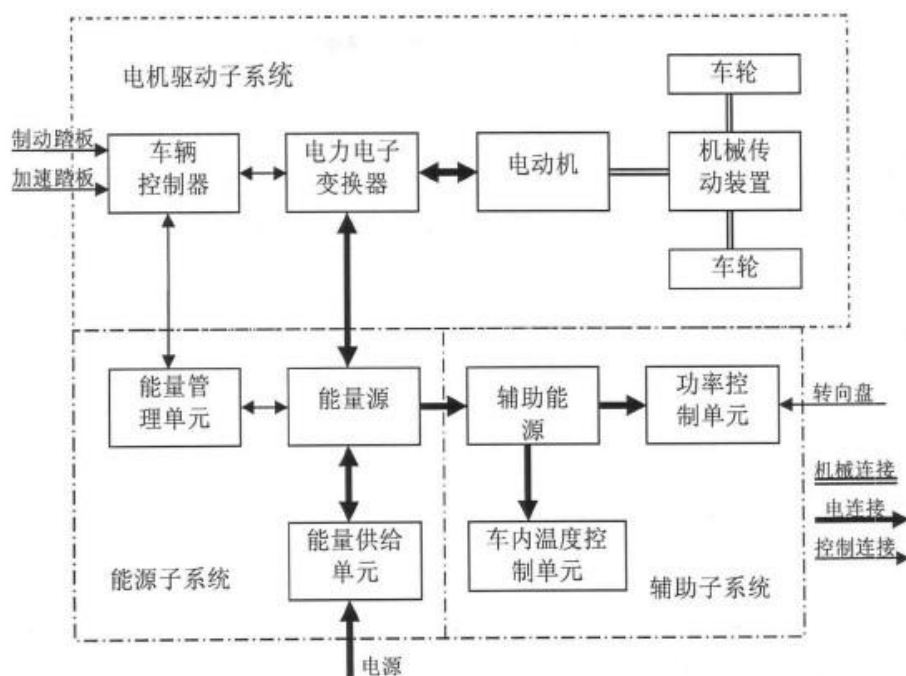 电机驱动子系统
车轮
制动踏板
加速踏板
车辆
控制器
电力电子
变换器
电动机
机械传
动装置
车轮
能量管
理单元
能量源
辅助能
源
功率控
制单元
转向盘
机械连接
电连接
控制连接
能量供给
单元
车内温度控
制单元
能源子系统
辅助子系统
电源